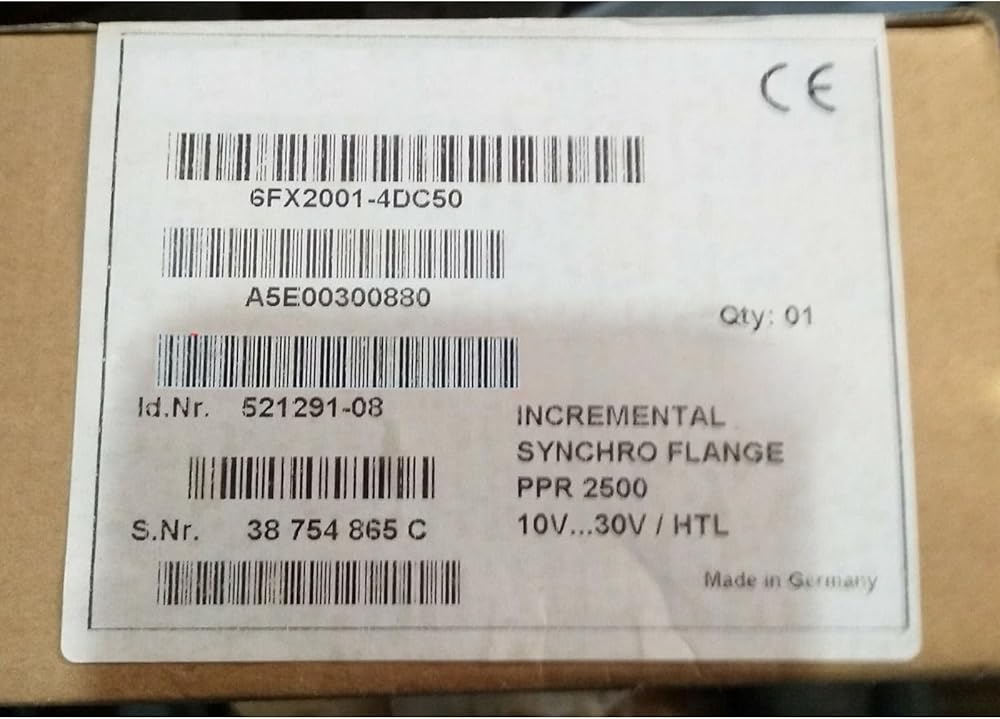 CE
6FX2001-4DC50
A5E00300880
Qty: 01
Id.Nr. 521291-08
INCREMENTAL
SYNCHRO FLANGE
PPR 2500
10V...30V / HTL
S.Nr. 38 754 865 C
Made in Germany